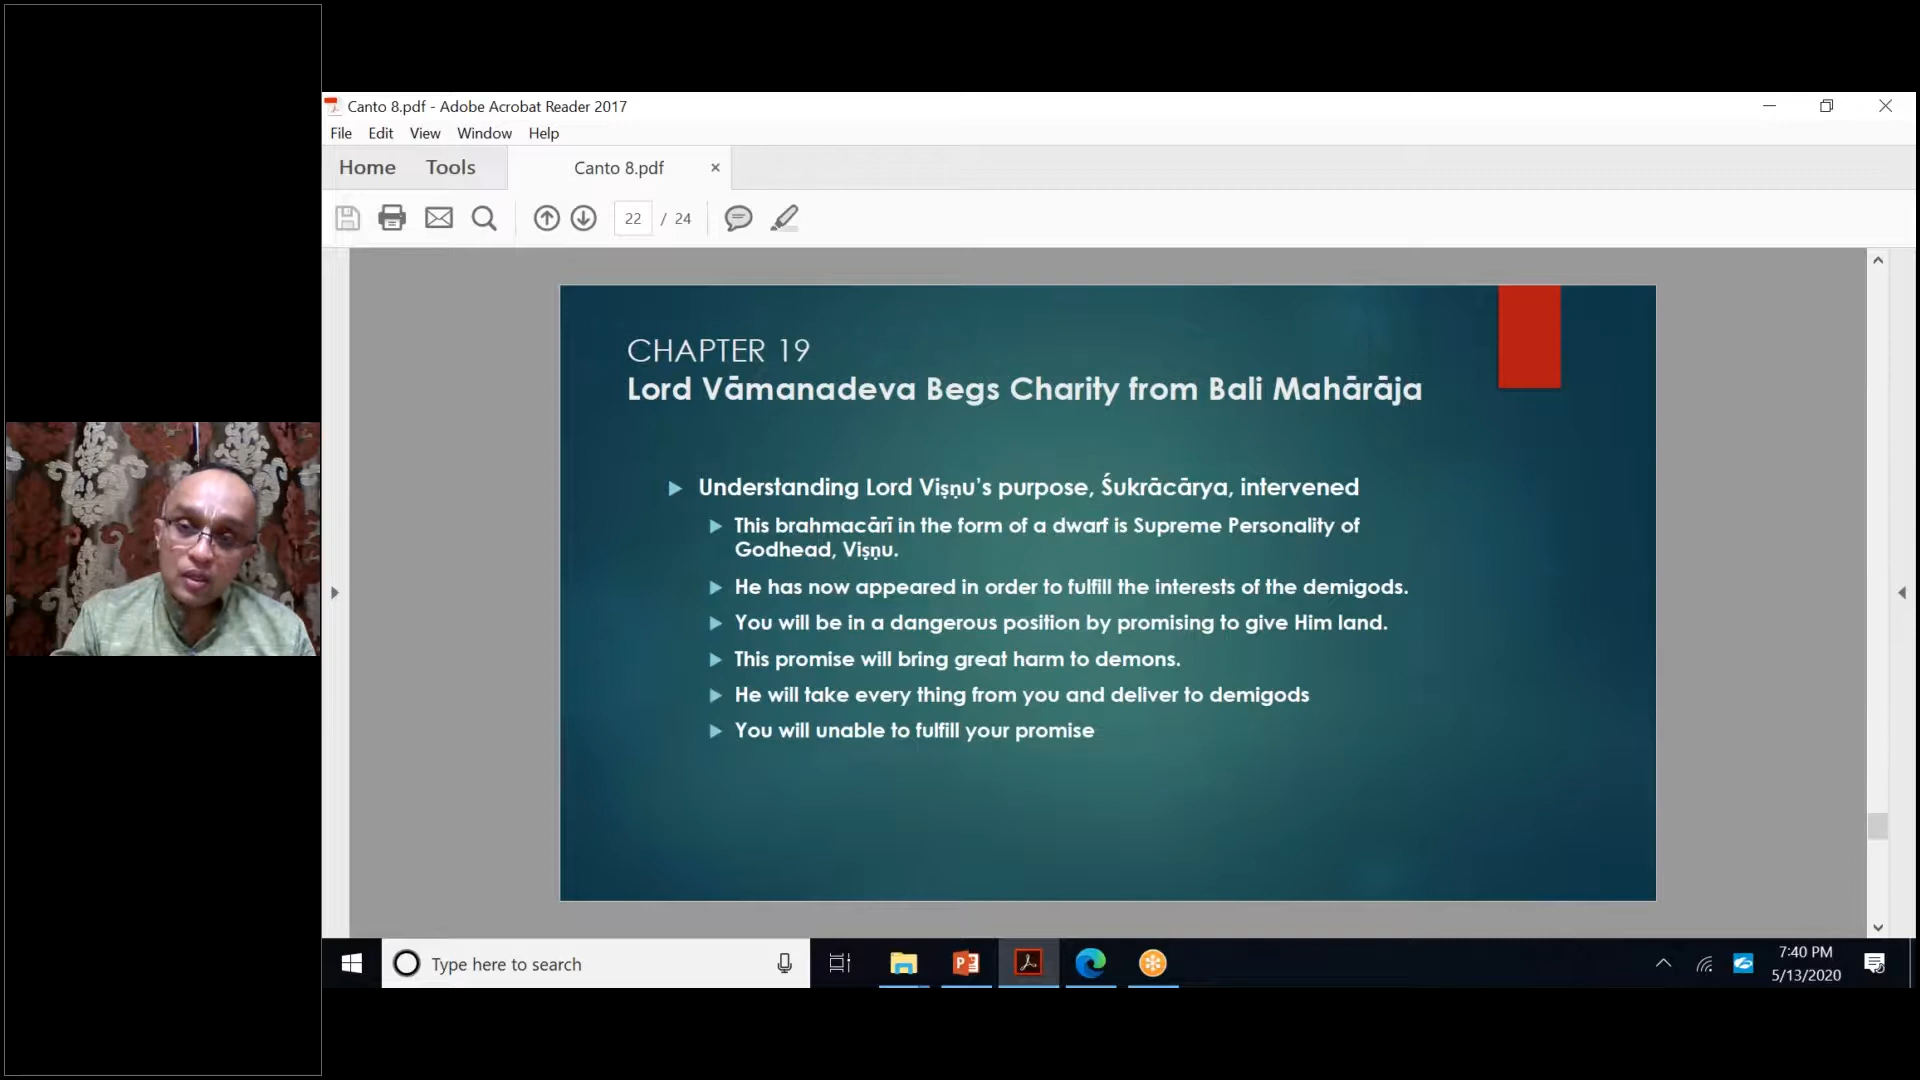 Canto 8.pdf - Adobe Acrobat Reader 2017
File Edit View Window Help
Home Tools Canto 8.pdf
22 / 24
CHAPTER 19
Lord Vāmanadeva Begs Charity from Bali Mahārāja
Understanding Lord Viṣṇu's purpose, Śukrācārya, intervened
This brahmacārī in the form of a dwarf is Supreme Personality of
Godhead, Viṣṇu.
He has now appeared in order to fulfill the interests of the demigods.
You will be in a dangerous position by promising to give Him land.
This promise will bring great harm to demons.
He will take every thing from you and deliver to demigods
You will unable to fulfill your promise
Type here to search
7:40 PM
5/13/2020